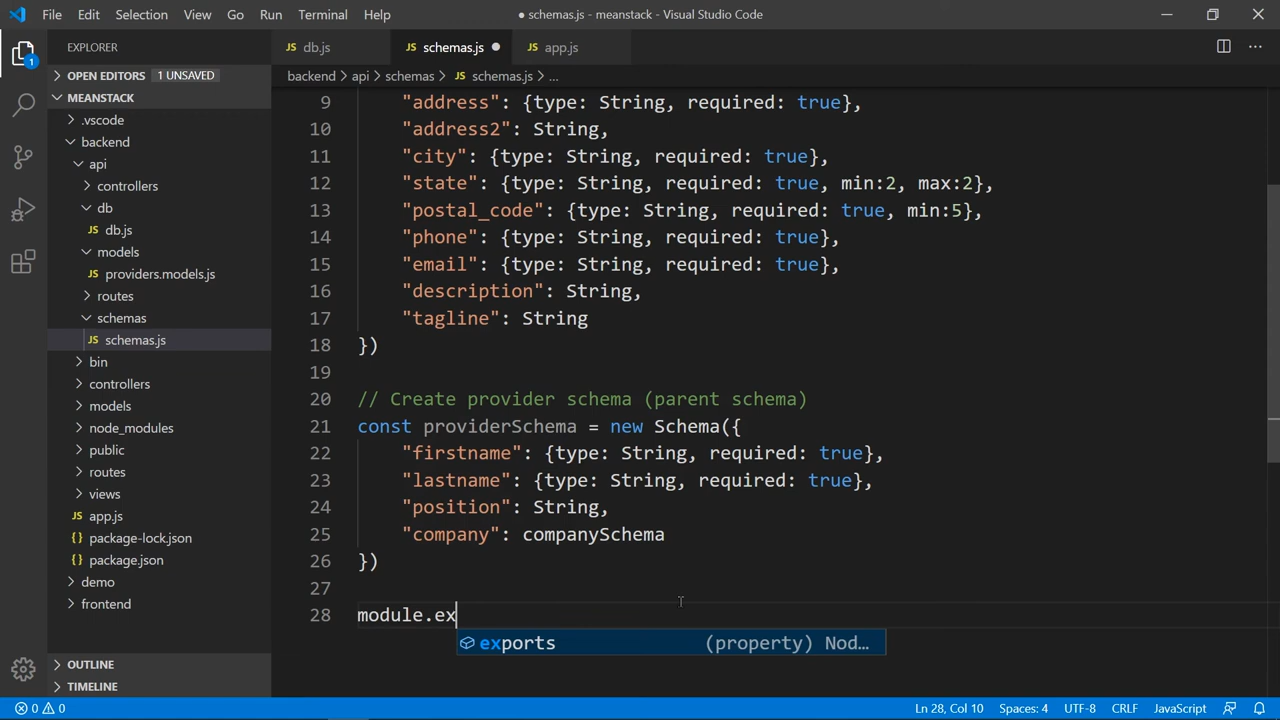 File Edit Selection View Go Run Terminal Help ● schemas.js - meanstack - Visual Studio Code
EXPLORER
OPEN EDITORS 1 UNSAVED
MEANSTACK
.vscode
backend
api
controllers
db
JS db.js
models
JS providers.models.js
routes
schemas
JS schemas.js
bin
controllers
models
node_modules
public
routes
views
JS app.js
{} package-lock.json
{} package.json
demo
frontend
OUTLINE
TIMELINE
1
JS db.js JS schemas.js ● JS app.js
backend > api > schemas > JS schemas.js > ...
9 "address": {type: String, required: true},
10 "address2": String,
11 "city": {type: String, required: true},
12 "state": {type: String, required: true, min:2, max:2},
13 "postal_code": {type: String, required: true, min:5},
14 "phone": {type: String, required: true},
15 "email": {type: String, required: true},
16 "description": String,
17 "tagline": String
18 })
19
20 // Create provider schema (parent schema)
21 const providerSchema = new Schema({
22 "firstname": {type: String, required: true},
23 "lastname": {type: String, required: true},
24 "position": String,
25 "company": companySchema
26 })
27
28 module.ex
exports (property) Nod…
0 0 Ln 28, Col 10 Spaces: 4 UTF-8 CRLF JavaScript